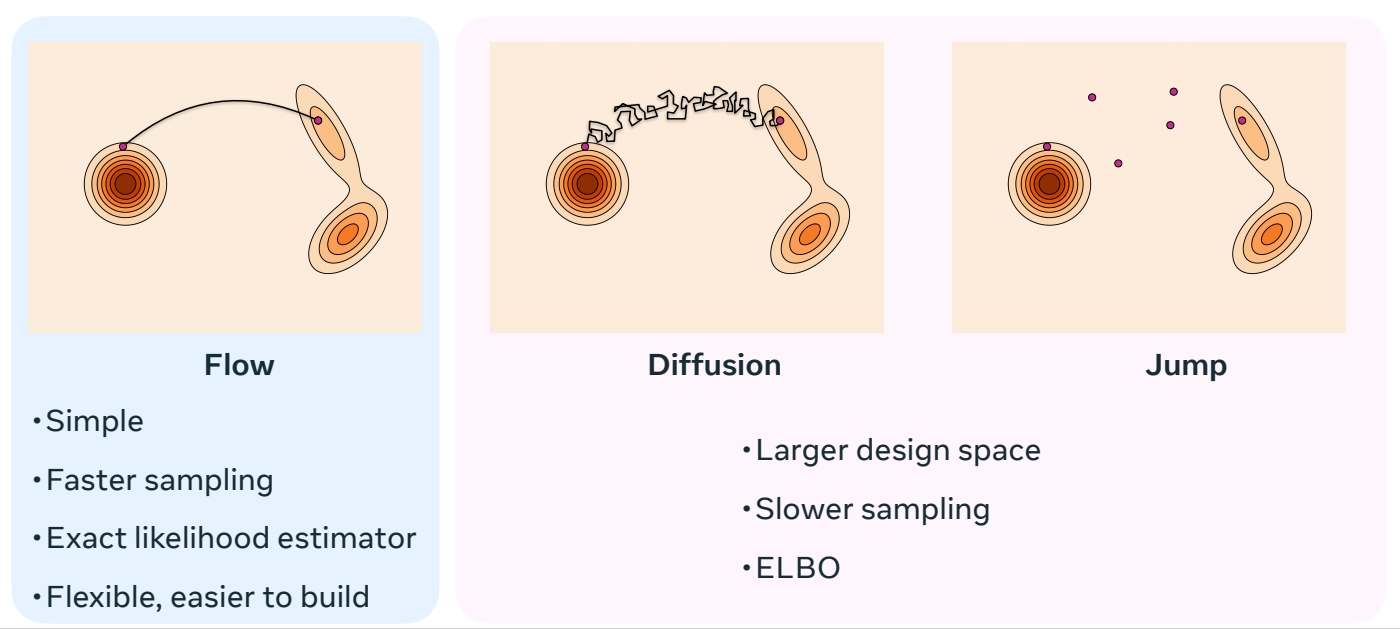 Flow
• Simple
• Faster sampling
• Exact likelihood estimator
• Flexible, easier to build
Diffusion
Jump
• Larger design space
• Slower sampling
• ELBO